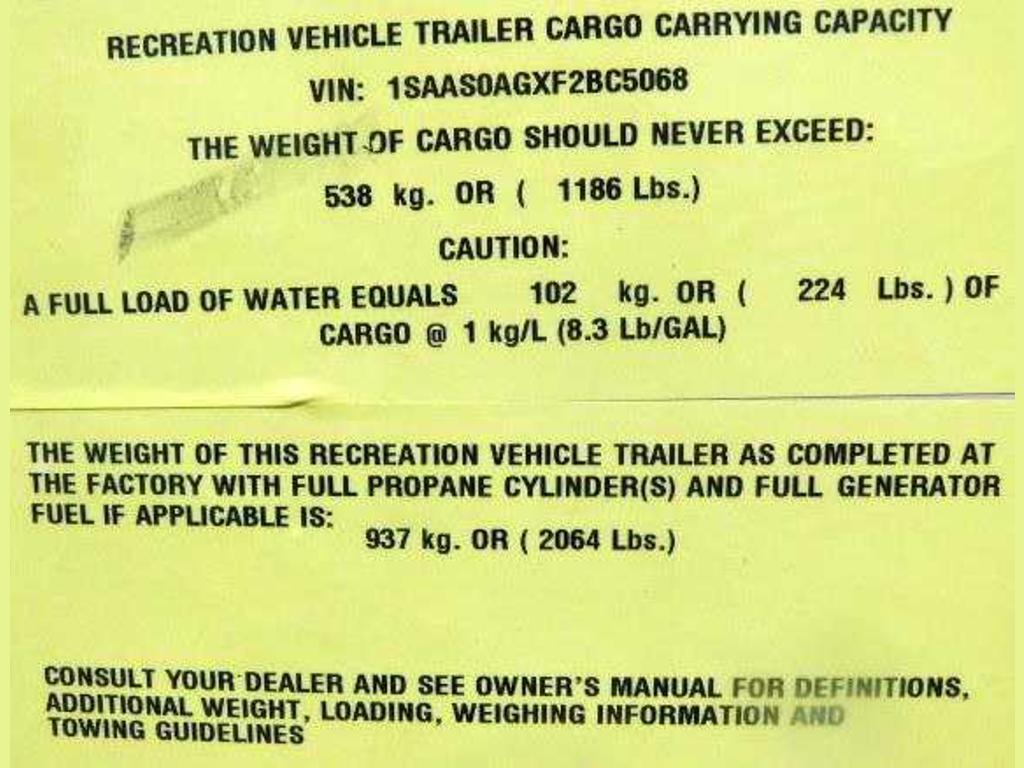 RECREATION VEHICLE TRAILER CARGO CARRYING CAPACITY
VIN: 1SAAS0AGXF2BC5068
THE WEIGHT OF CARGO SHOULD NEVER EXCEED:
538 kg. OR ( 1186 Lbs.)
CAUTION:
A FULL LOAD OF WATER EQUALS 102 kg. OR ( 224 Lbs. ) OF
CARGO @ 1 kg/L (8.3 Lb/GAL)
THE WEIGHT OF THIS RECREATION VEHICLE TRAILER AS COMPLETED AT
THE FACTORY WITH FULL PROPANE CYLINDER(S) AND FULL GENERATOR
FUEL IF APPLICABLE IS:
937 kg. OR ( 2064 Lbs.)
CONSULT YOUR DEALER AND SEE OWNER'S MANUAL FOR DEFINITIONS,
ADDITIONAL WEIGHT, LOADING, WEIGHING INFORMATION AND
TOWING GUIDELINES